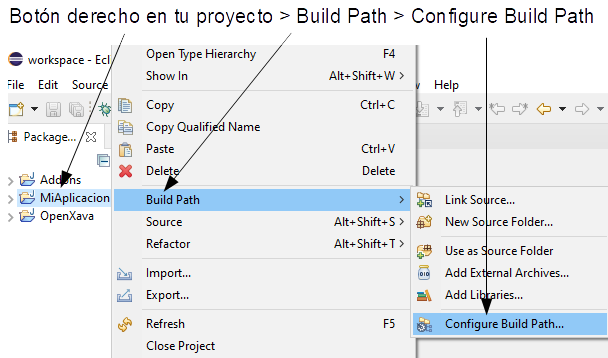 Botón derecho en tu proyecto > Build Path > Configure Build Path
workspace - Ecl
File Edit Source
Help
Package...
Addons
MiAplicacion
OpenXava
Open Type Hierarchy F4
Show In Alt+Shift+W >
Copy Ctrl+C
Copy Qualified Name
Paste Ctrl+V
Delete Delete
Build Path >
Source Alt+Shift+S >
Refactor Alt+Shift+T >
Import...
Export...
Refresh F5
Close Project
Link Source...
New Source Folder...
Use as Source Folder
Add External Archives...
Add Libraries...
Configure Build Path...